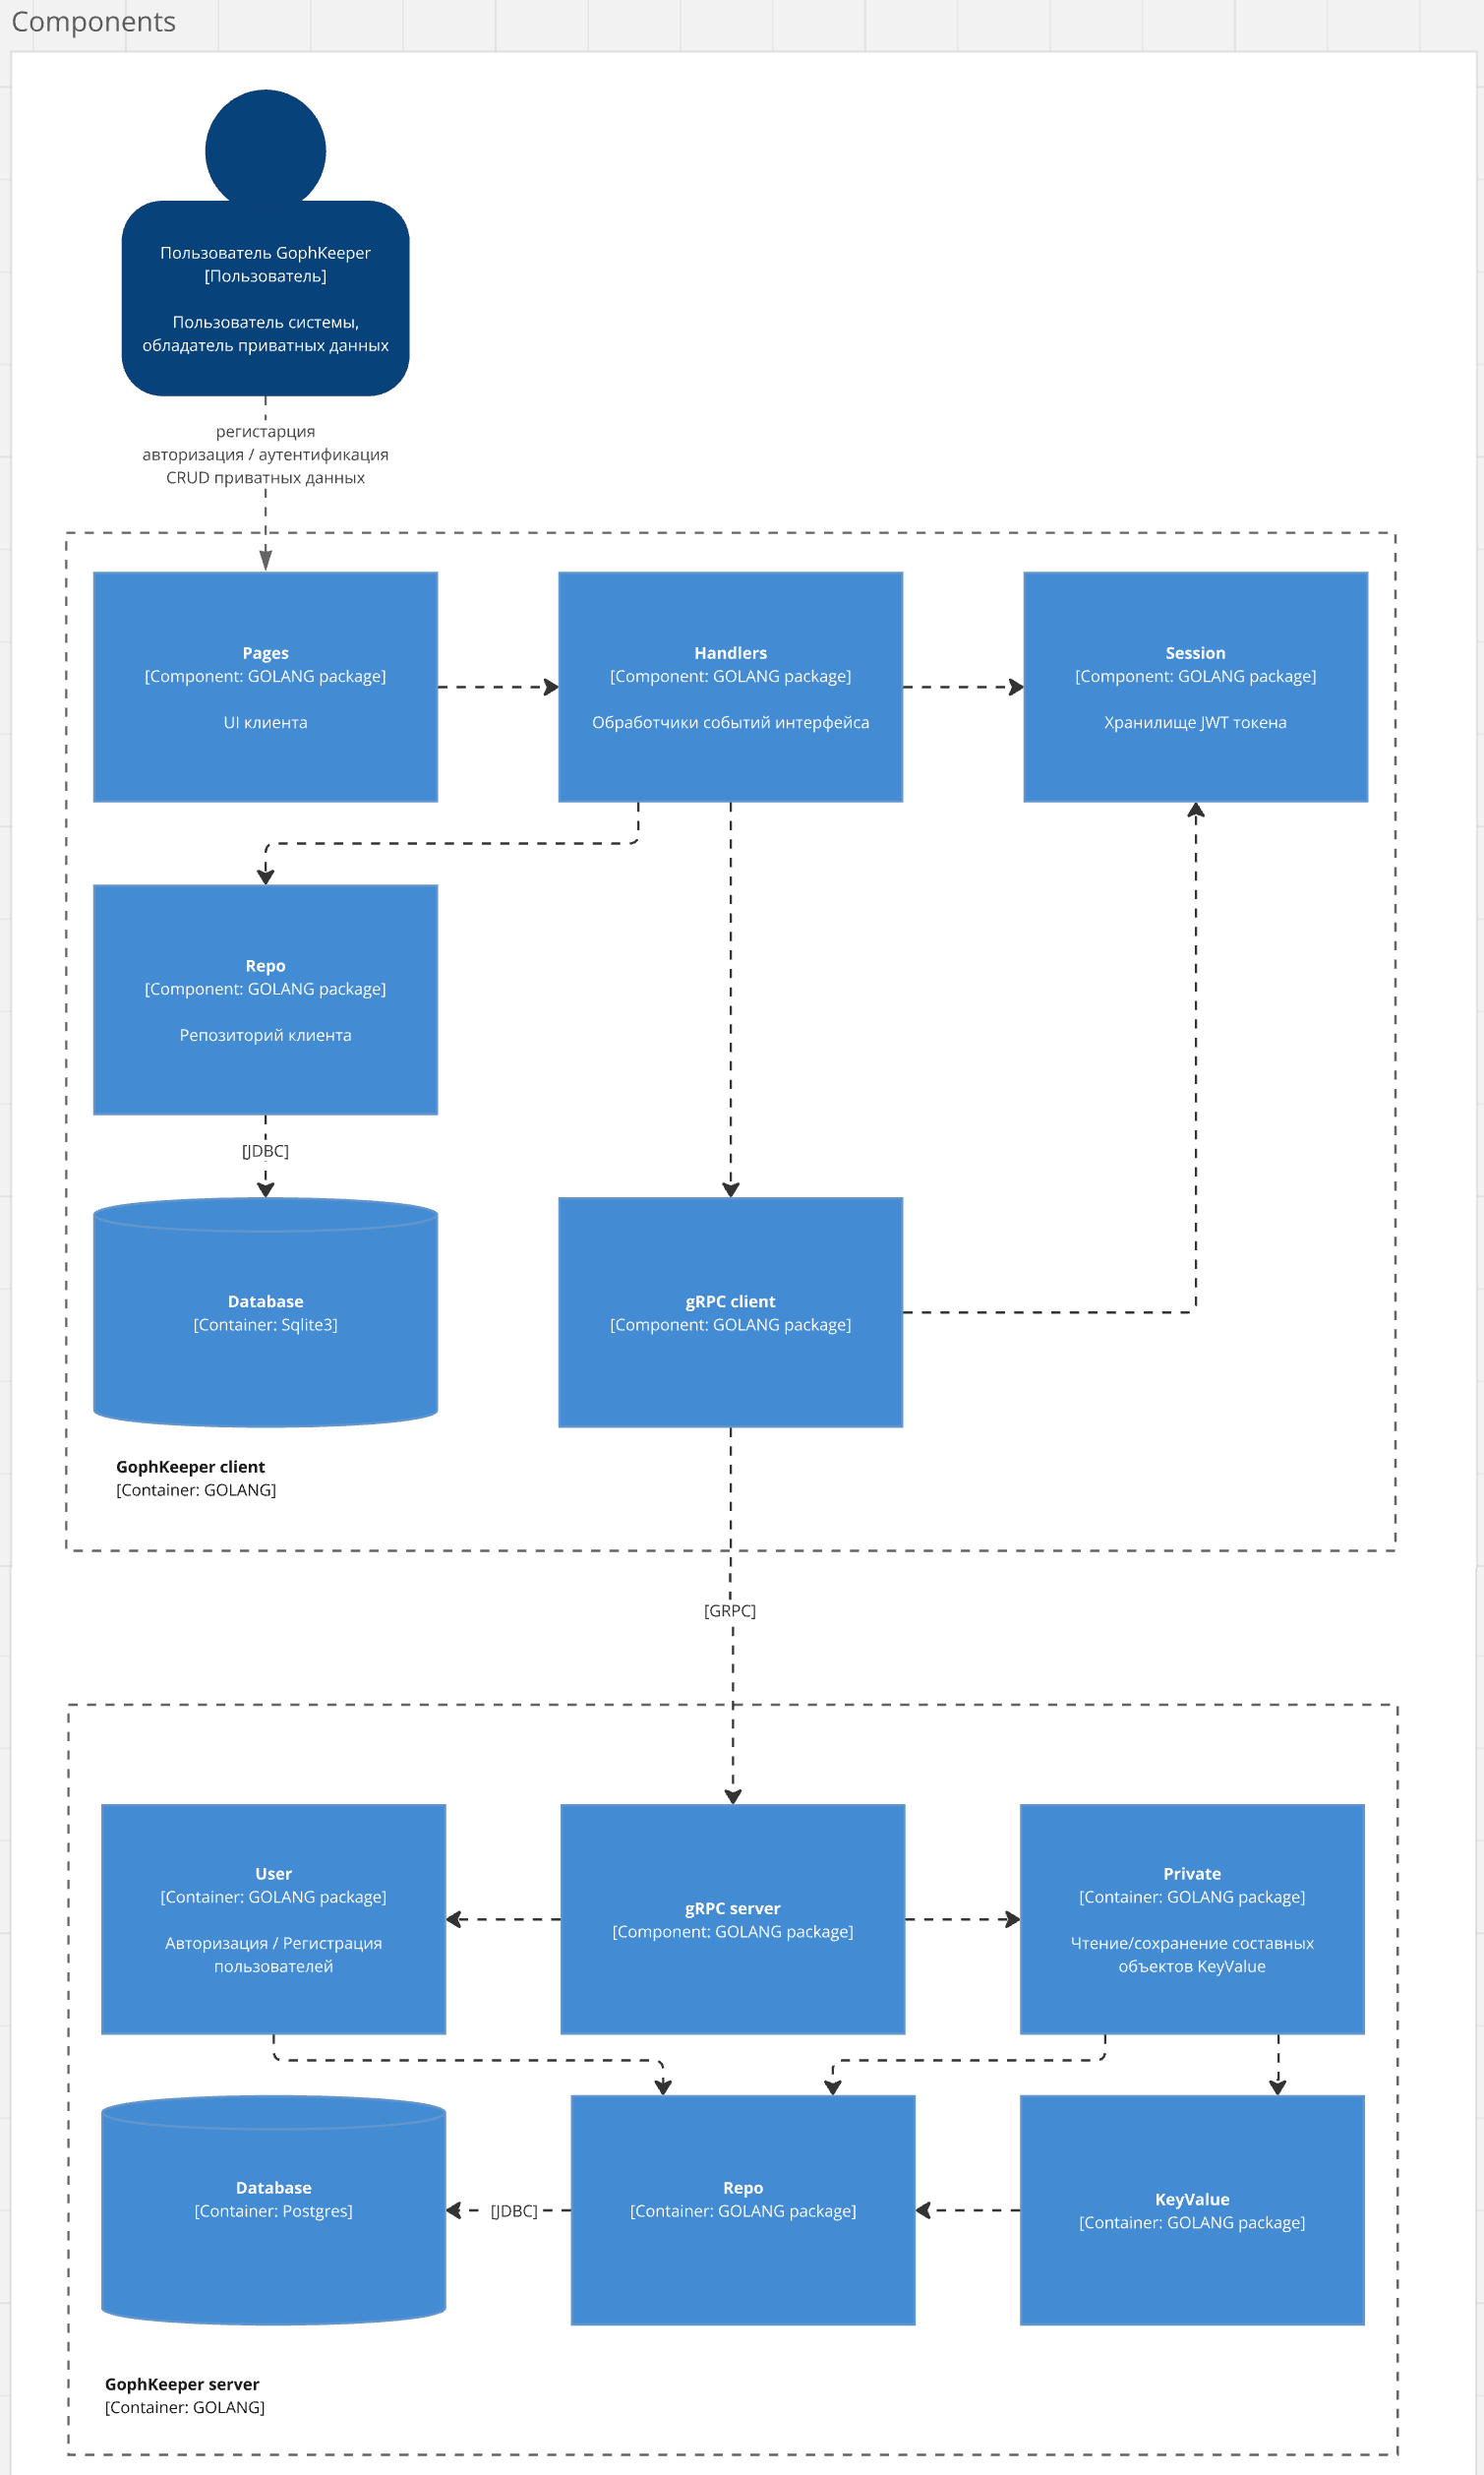 Components
Пользователь GophKeeper
[Пользователь]
Пользователь системы,
обладатель приватных данных
регистарция
авторизация / аутентификация
CRUD приватных данных
Pages
[Component: GOLANG package]
UI клиента
Handlers
[Component: GOLANG package]
Обработчики событий интерфейса
Session
[Component: GOLANG package]
Хранилище JWT токена
Repo
[Component: GOLANG package]
Репозиторий клиента
[JDBC]
Database
[Container: Sqlite3]
gRPC client
[Component: GOLANG package]
GophKeeper client
[Container: GOLANG]
[GRPC]
User
[Container: GOLANG package]
Авторизация / Регистрация
пользователей
gRPC server
[Component: GOLANG package]
Private
[Container: GOLANG package]
Чтение/сохранение составных
объектов KeyValue
Database
[Container: Postgres]
[JDBC]
Repo
[Container: GOLANG package]
KeyValue
[Container: GOLANG package]
GophKeeper server
[Container: GOLANG]